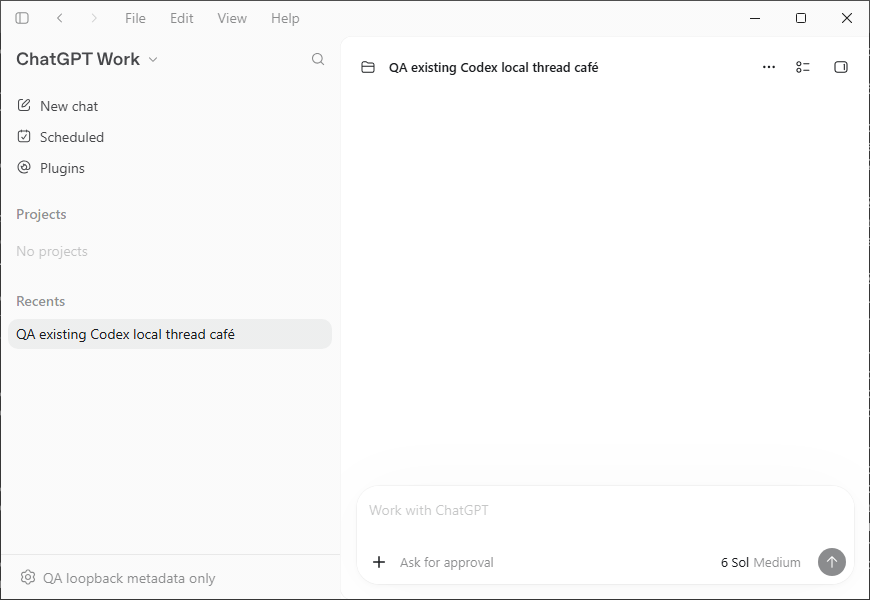 File Edit View Help
ChatGPT Work
New chat
Scheduled
Plugins
Projects
No projects
Recents
QA existing Codex local thread café
QA loopback metadata only
QA existing Codex local thread café
Work with ChatGPT
Ask for approval
6 Sol Medium